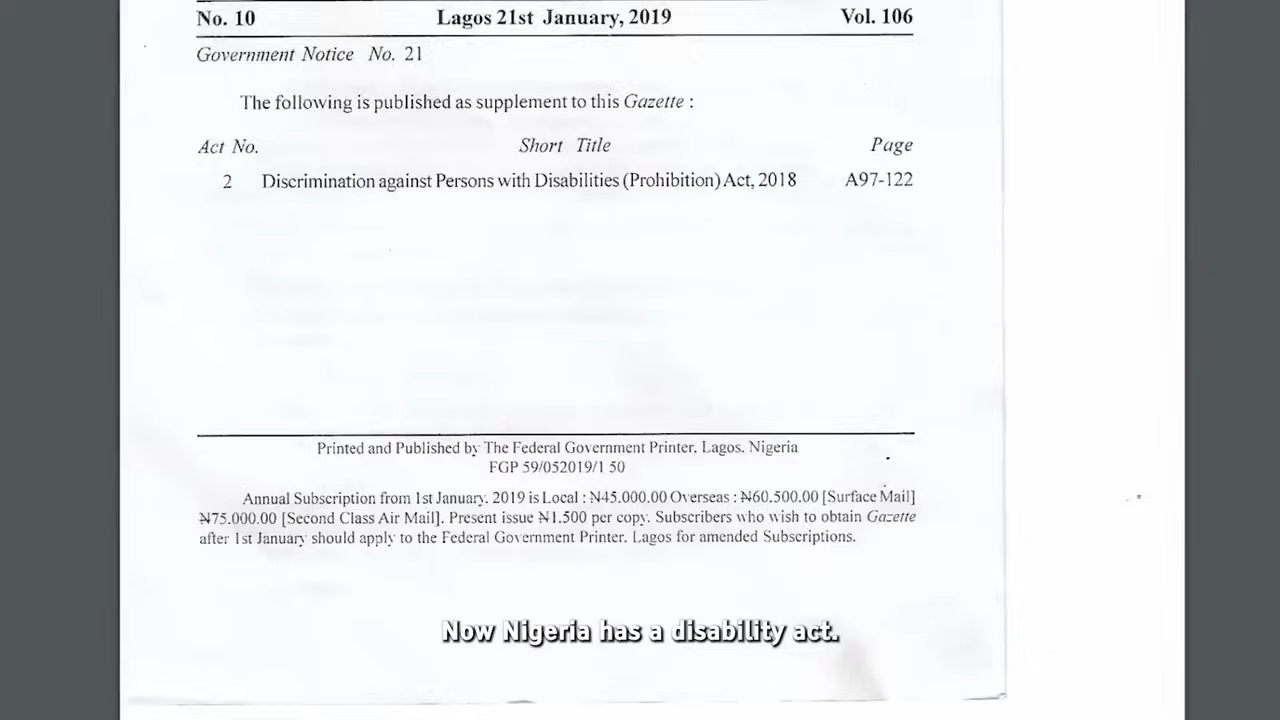 No. 10 Lagos 21st January, 2019 Vol. 106
Government Notice No. 21
The following is published as supplement to this Gazette :
Act No. Short Title Page
2 Discrimination against Persons with Disabilities (Prohibition) Act, 2018 A97-122
Printed and Published by The Federal Government Printer, Lagos, Nigeria
FGP 59/052019/1 50
Annual Subscription from 1st January, 2019 is Local : ₦45,000.00 Overseas : ₦60,500.00 [Surface Mail]
₦75,000.00 [Second Class Air Mail]. Present issue ₦1,500 per copy. Subscribers who wish to obtain Gazette
after 1st January should apply to the Federal Government Printer, Lagos for amended Subscriptions.
Now Nigeria has a disability act.